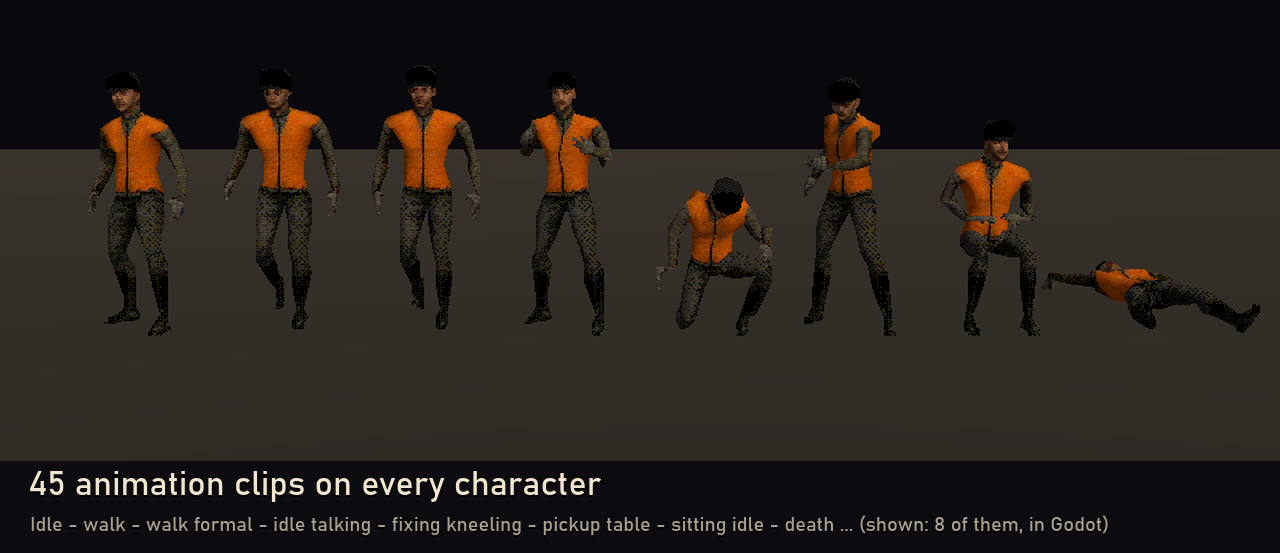 45 animation clips on every character
Idle - walk - walk formal - idle talking - fixing kneeling - pickup table - sitting idle - death ... (shown: 8 of them, in Godot)